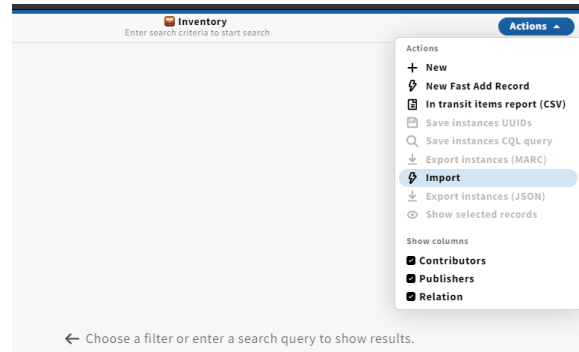 Inventory
Enter search criteria to start search
Actions
Actions
New
New Fast Add Record
In transit items report (CSV)
Save instances UUIDs
Save instances CQL query
Export instances (MARC)
Import
Export instances (JSON)
Show selected records
Show columns
Contributors
Publishers
Relation
Choose a filter or enter a search query to show results.